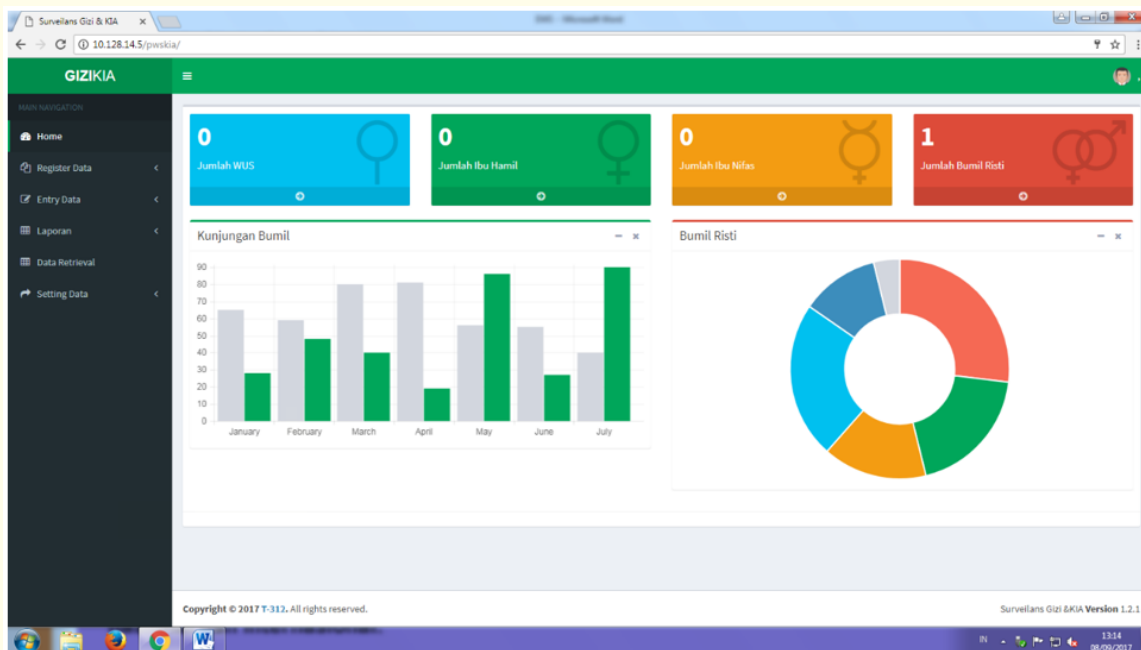 Surveilans Gizi & KIA
10.128.14.5/pwskia/
GIZIKIA
MAIN NAVIGATION
Home
Register Data
Entry Data
Laporan
Data Retrieval
Setting Data
0
Jumlah WUS
0
Jumlah Ibu Hamil
0
Jumlah Ibu Nifas
1
Jumlah Bumil Risti
Kunjungan Bumil
90
80
70
60
50
40
30
20
10
0
January February March April May June July
Bumil Risti
Copyright © 2017 T-312. All rights reserved.
Surveilans Gizi &KIA Version 1.2.1
IN
13:14
08/09/2017